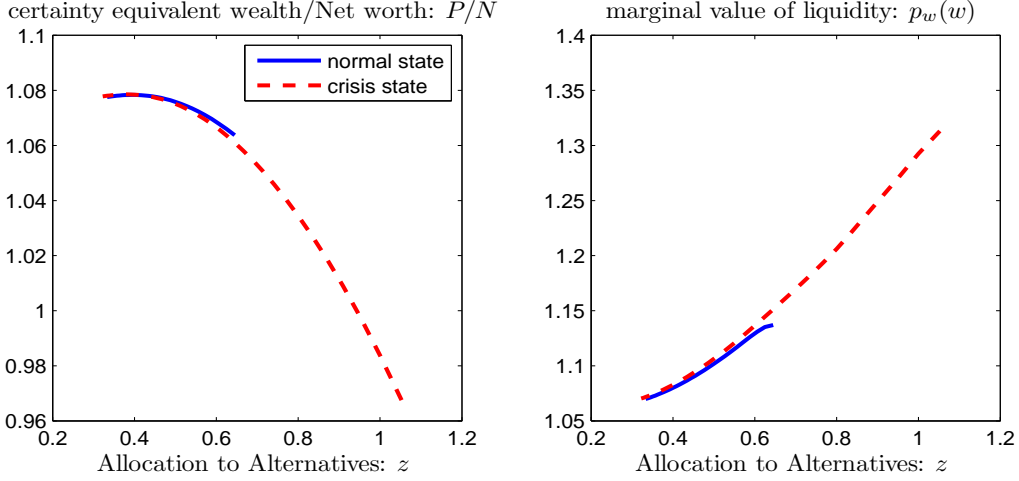 certainty equivalent wealth/Net worth: P/N
1.1
1.08
1.06
1.04
1.02
1
0.98
0.96
0.2 0.4 0.6 0.8 1 1.2
Allocation to Alternatives: z
normal state
crisis state
marginal value of liquidity: p_w(w)
1.4
1.35
1.3
1.25
1.2
1.15
1.1
1.05
0.2 0.4 0.6 0.8 1 1.2
Allocation to Alternatives: z